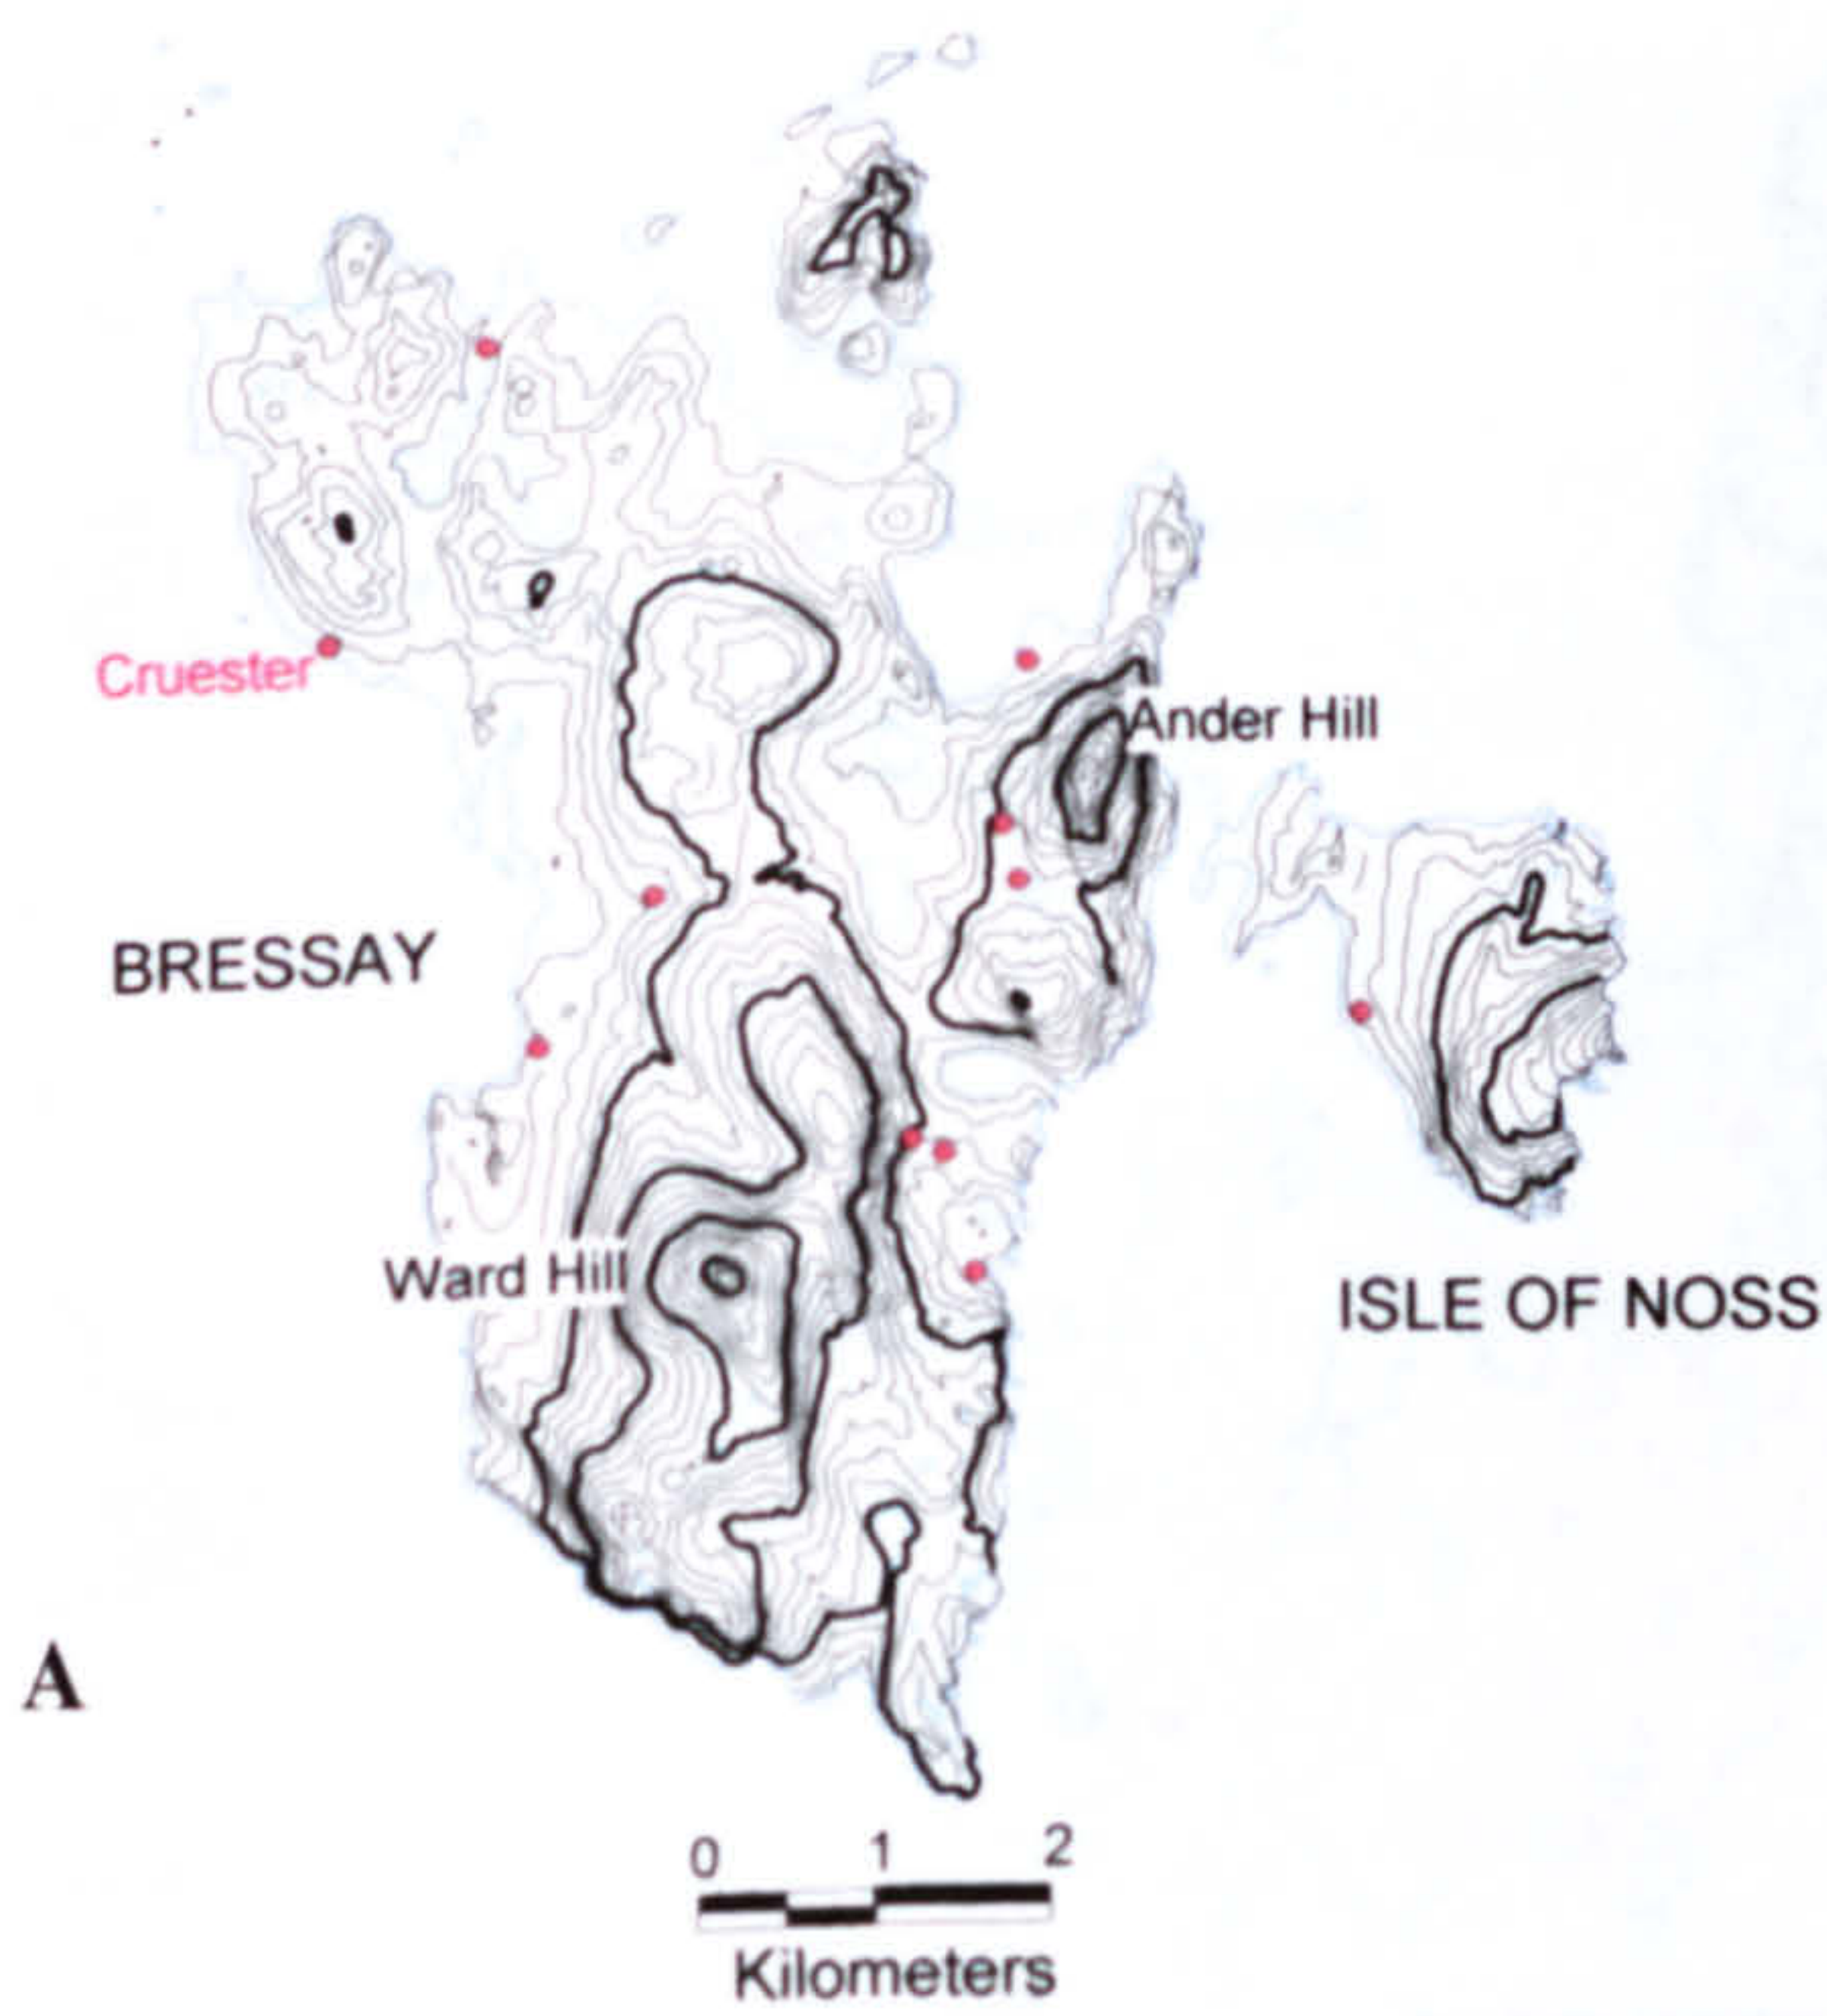 Cruester
Ander Hill
BRESSAY
Ward Hill
ISLE OF NOSS
A
0 1 2
Kilometers